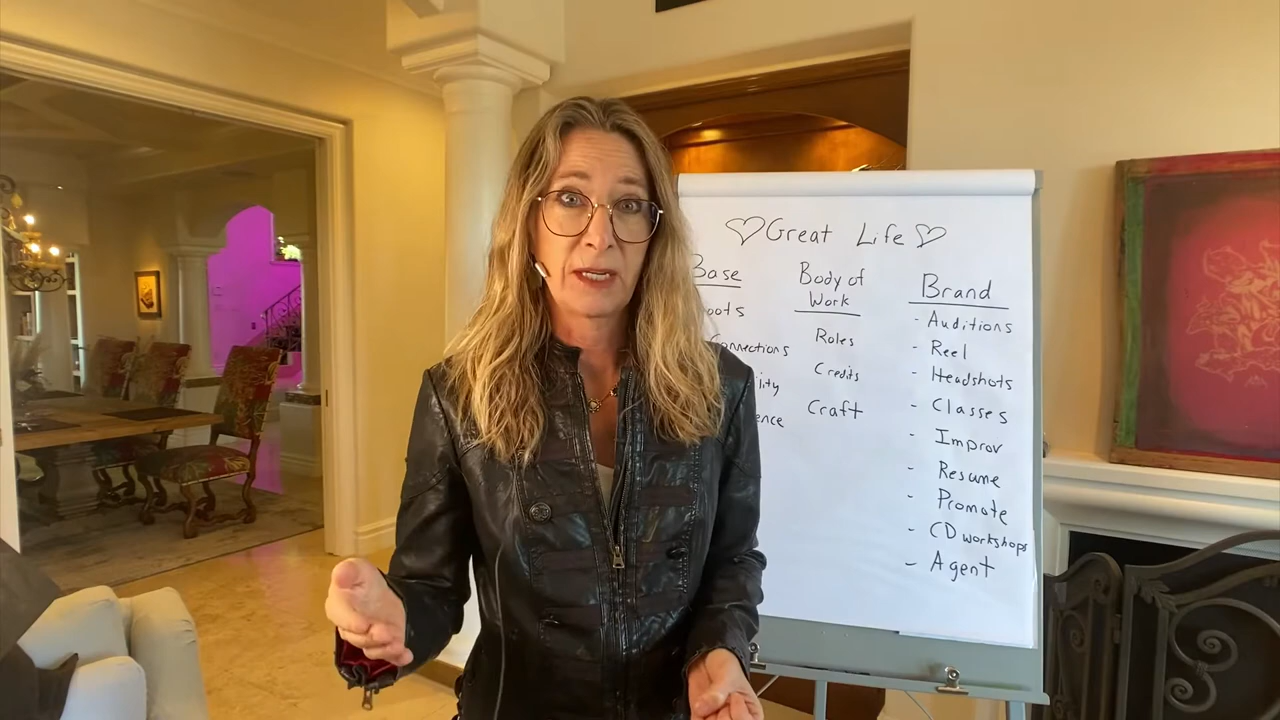 Great Life
Base
Body of
Work
Brand
Roles
Credits
Craft
- Auditions
- Reel
- Headshots
- Classes
- Improv
- Resume
- Promote
- CD workshops
- Agent